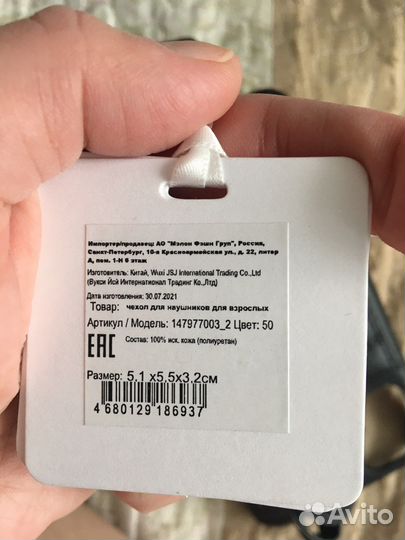 Импортер/продавец: АО "Мэлон Фэшн Груп", Россия,
Санкт-Петербург, 10-я Красноармейская ул., д. 22, литер
А, пом. 1-Н 6 этаж
Изготовитель: Китай, Wuxi JSJ International Trading Co.,Ltd
(Вукси Йсй Интернатионал Традинг Ко.,Лтд)
Дата изготовления: 30.07.2021
Товар: чехол для наушников для взрослых
Артикул / Модель: 147977003_2 Цвет: 50
EAC Состав: 100% иск. кожа (полиуретан)
Размер: 5,1 x5,5x3,2см
4 680129 186937
Avito